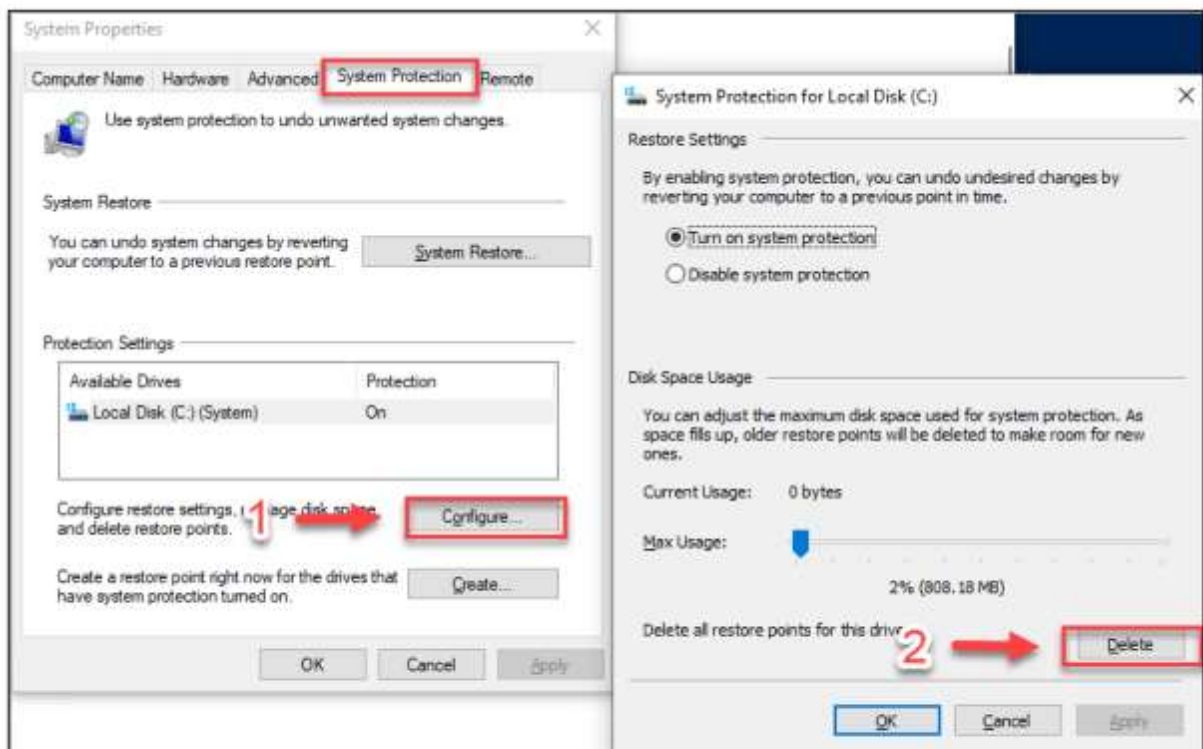 System Properties
Computer Name Hardware Advanced System Protection Remote
Use system protection to undo unwanted system changes.
System Restore
You can undo system changes by reverting
your computer to a previous restore point.
System Restore...
Protection Settings
Available Drives Protection
Local Disk (C:) (System) On
Configure restore settings, age disk space,
and delete restore points.
1
Configure...
Create a restore point right now for the drives that
have system protection turned on.
Create...
OK Cancel Apply
System Protection for Local Disk (C:)
Restore Settings
By enabling system protection, you can undo undesired changes by
reverting your computer to a previous point in time.
Turn on system protection
Disable system protection
Disk Space Usage
You can adjust the maximum disk space used for system protection. As
space fills up, older restore points will be deleted to make room for new
ones.
Current Usage: 0 bytes
Max Usage:
2% (808.18 MB)
Delete all restore points for this drive
2
Delete
OK Cancel Apply